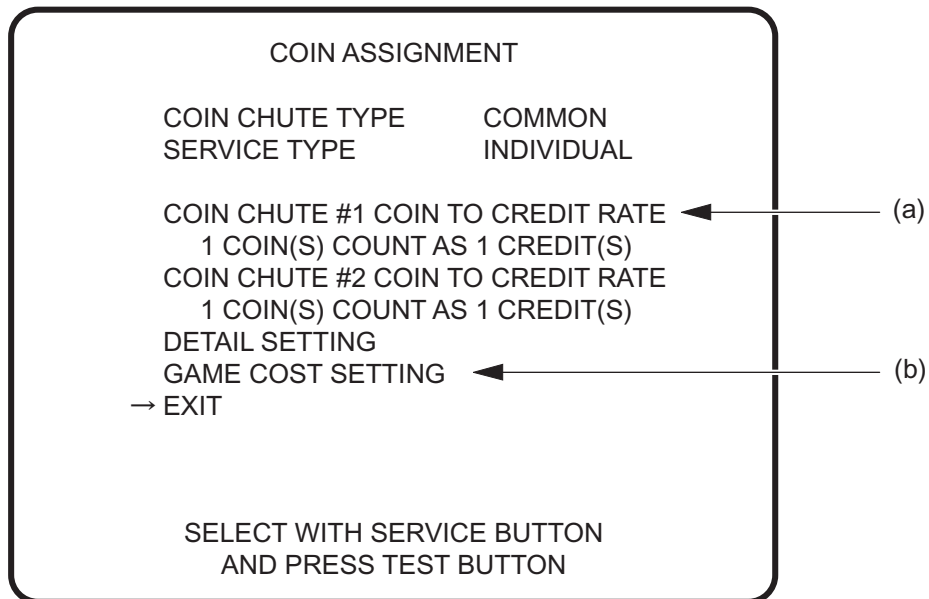 COIN ASSIGNMENT
COIN CHUTE TYPE COMMON
SERVICE TYPE INDIVIDUAL
COIN CHUTE #1 COIN TO CREDIT RATE (a)
1 COIN(S) COUNT AS 1 CREDIT(S)
COIN CHUTE #2 COIN TO CREDIT RATE
1 COIN(S) COUNT AS 1 CREDIT(S)
DETAIL SETTING
GAME COST SETTING (b)
→ EXIT
SELECT WITH SERVICE BUTTON
AND PRESS TEST BUTTON